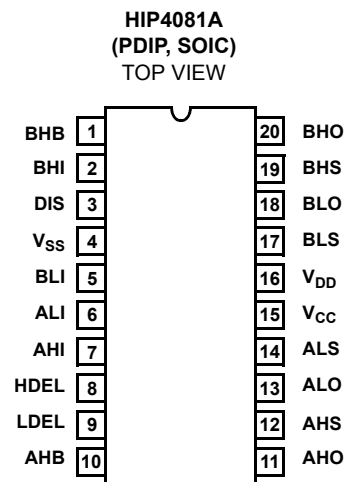 HIP4081A
(PDIP, SOIC)
TOP VIEW
BHB 1 20 BHO
BHI 2 19 BHS
DIS 3 18 BLO
VSS 4 17 BLS
BLI 5 16 VDD
ALI 6 15 VCC
AHI 7 14 ALS
HDEL 8 13 ALO
LDEL 9 12 AHS
AHB 10 11 AHO